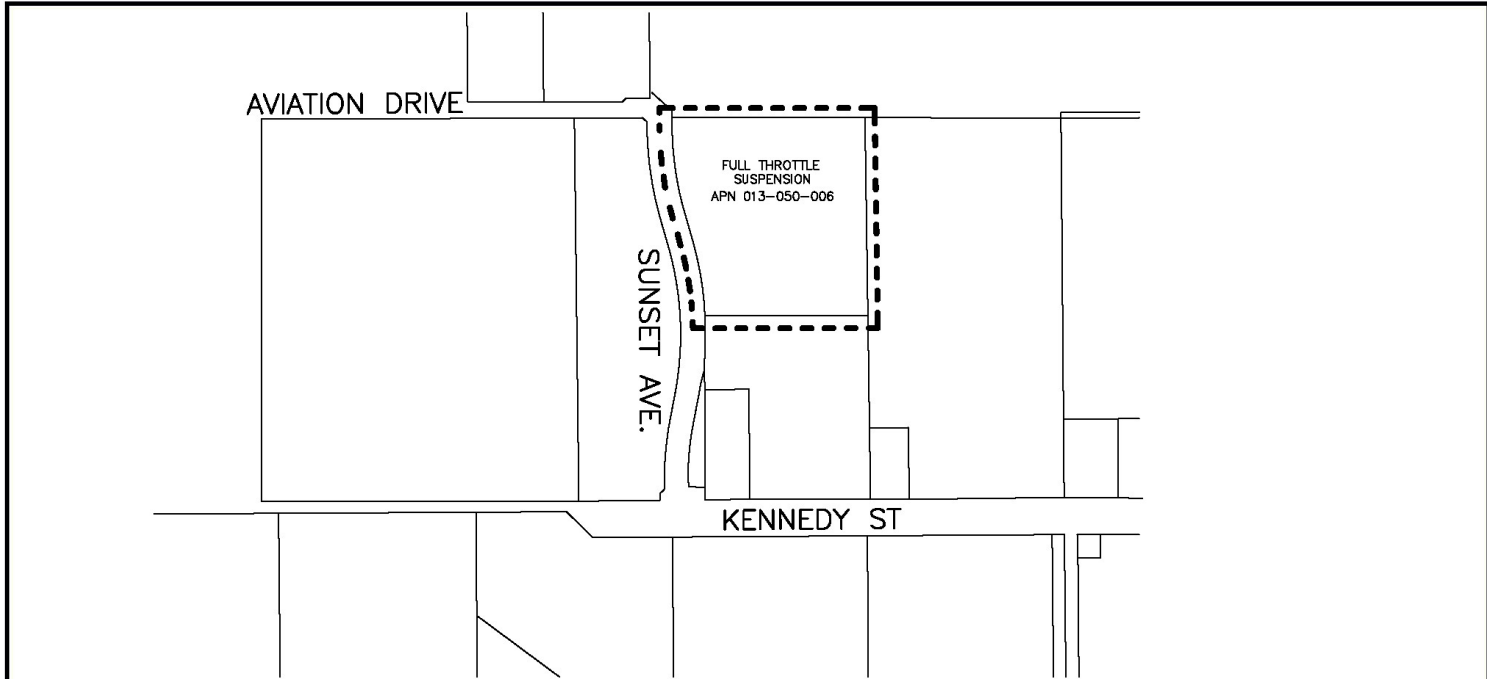 AVIATION DRIVE
FULL THROTTLE
SUSPENSION
APN 013-050-006
SUNSET AVE.
KENNEDY ST